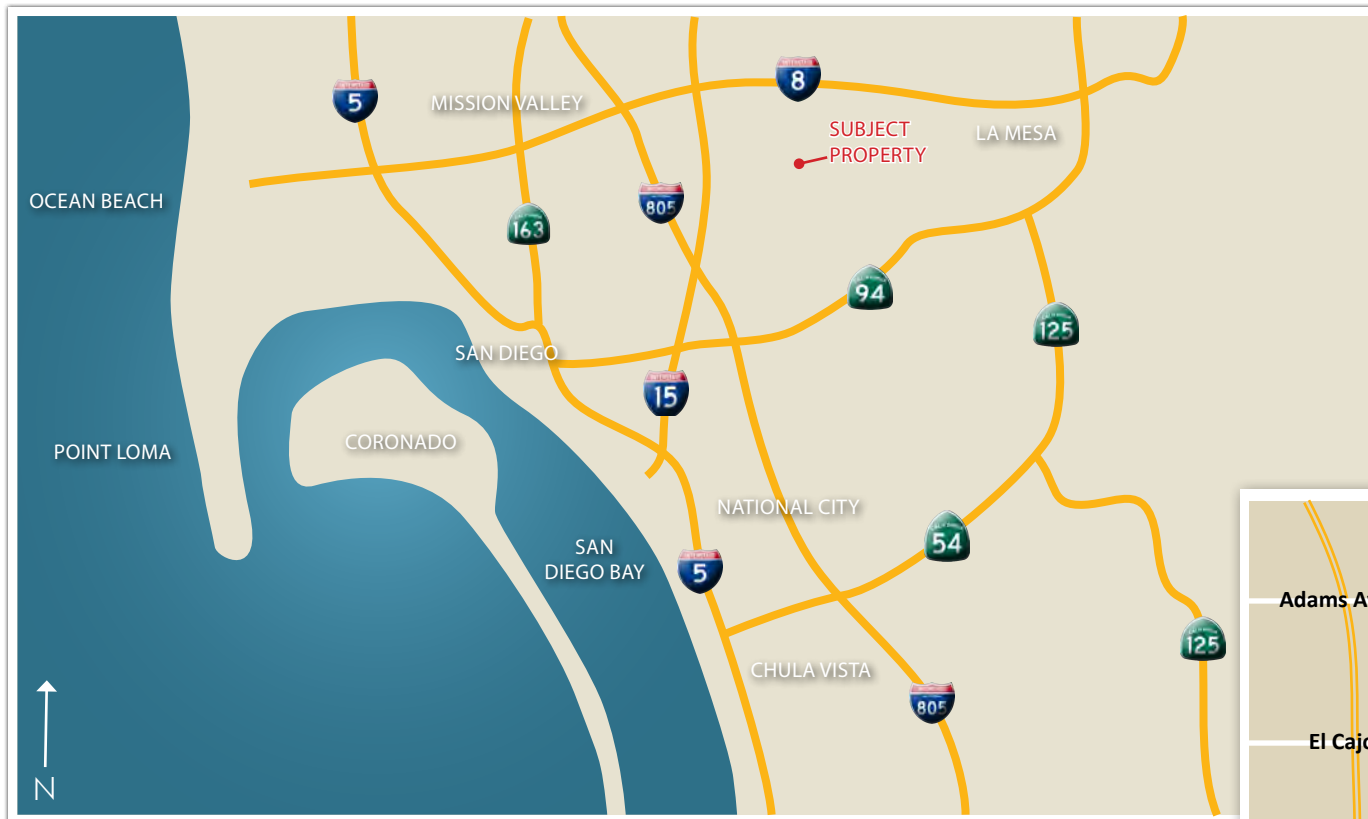 8
5
MISSION VALLEY
SUBJECT
PROPERTY
LA MESA
OCEAN BEACH
805
163
94
125
SAN DIEGO
15
CORONADO
POINT LOMA
NATIONAL CITY
54
SAN
DIEGO BAY
5
Adams A
125
CHULA VISTA
805
El Cajo
N